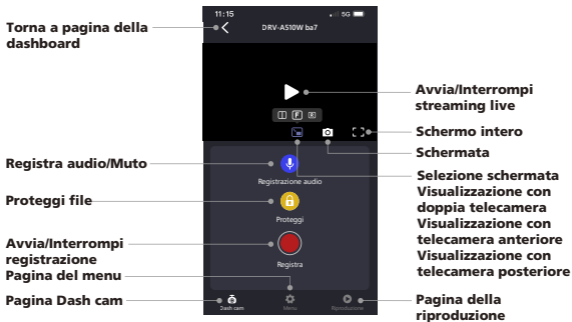 Torna a pagina della
dashboard
Registra audio/Muto
Proteggi file
Avvia/Interrompi
registrazione
Pagina del menu
Pagina Dash cam
11:15
5G
DRV-A510W ba7
F
Registrazione audio
Proteggi
Registra
Dash cam
Menu
Riproduzione
Avvia/Interrompi
streaming live
Schermo intero
Schermata
Selezione schermata
Visualizzazione con
doppia telecamera
Visualizzazione con
telecamera anteriore
Visualizzazione con
telecamera posteriore
Pagina della
riproduzione